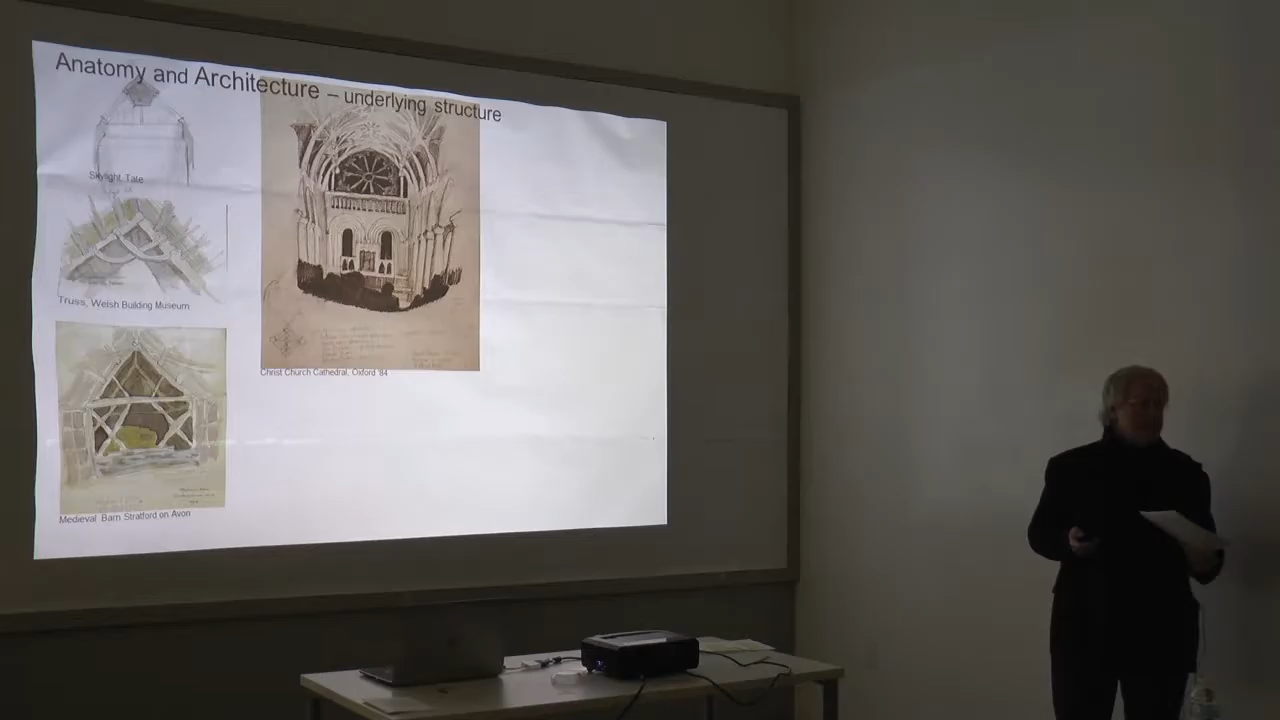 Anatomy and Architecture – underlying structure
Skylight, Tate
Truss, Welsh Building Museum
Medieval Barn Stratford on Avon
Christ Church Cathedral, Oxford '84